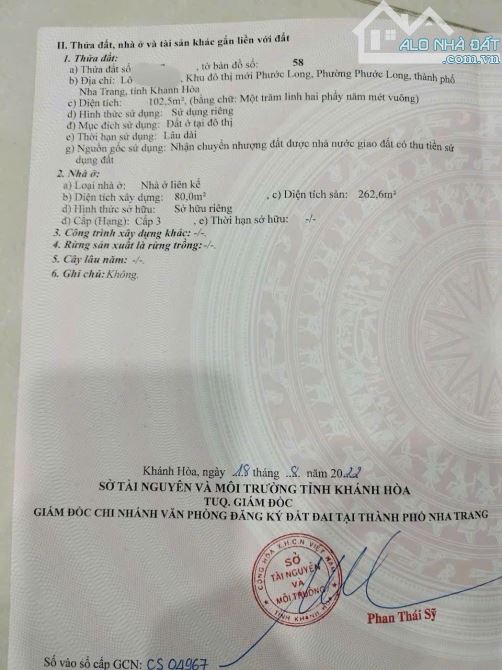 ALO NHÀ ĐẤT
Alonhadat.com.vn
II. Thửa đất, nhà ở và tài sản khác gắn liền với đất
1. Thửa đất:
a) Thửa đất số , tờ bản đồ số: 58
b) Địa chỉ: Lô , Khu đô thị mới Phước Long, Phường Phước Long, thành phố
Nha Trang, tỉnh Khánh Hòa
c) Diện tích: 102,5m², (bằng chữ: Một trăm linh hai phẩy năm mét vuông)
d) Hình thức sử dụng: Sử dụng riêng
đ) Mục đích sử dụng: Đất ở tại đô thị
e) Thời hạn sử dụng: Lâu dài
g) Nguồn gốc sử dụng: Nhận chuyển nhượng đất được nhà nước giao đất có thu tiền sử
dụng đất
2. Nhà ở:
a) Loại nhà ở: Nhà ở liên kế
b) Diện tích xây dựng: 80,0m² , c) Diện tích sàn: 262,6m²
d) Hình thức sở hữu: Sở hữu riêng
đ) Cấp (Hạng): Cấp 3 , e) Thời hạn sở hữu: -/-
3. Công trình xây dựng khác: -/-.
4. Rừng sản xuất là rừng trồng: -/-.
5. Cây lâu năm: -/-.
6. Ghi chú: Không.
Khánh Hòa, ngày 18 tháng 8 năm 2022
SỞ TÀI NGUYÊN VÀ MÔI TRƯỜNG TỈNH KHÁNH HÒA
TUQ. GIÁM ĐỐC
GIÁM ĐỐC CHI NHÁNH VĂN PHÒNG ĐĂNG KÝ ĐẤT ĐAI TẠI THÀNH PHỐ NHA TRANG
CỘNG HÒA X.H.C.N VIỆT NAM
SỞ
TÀI NGUYÊN
VÀ
MÔI TRƯỜNG
TỈNH KHÁNH HÒA
Phan Thái Sỹ
Số vào sổ cấp GCN: CS 04967